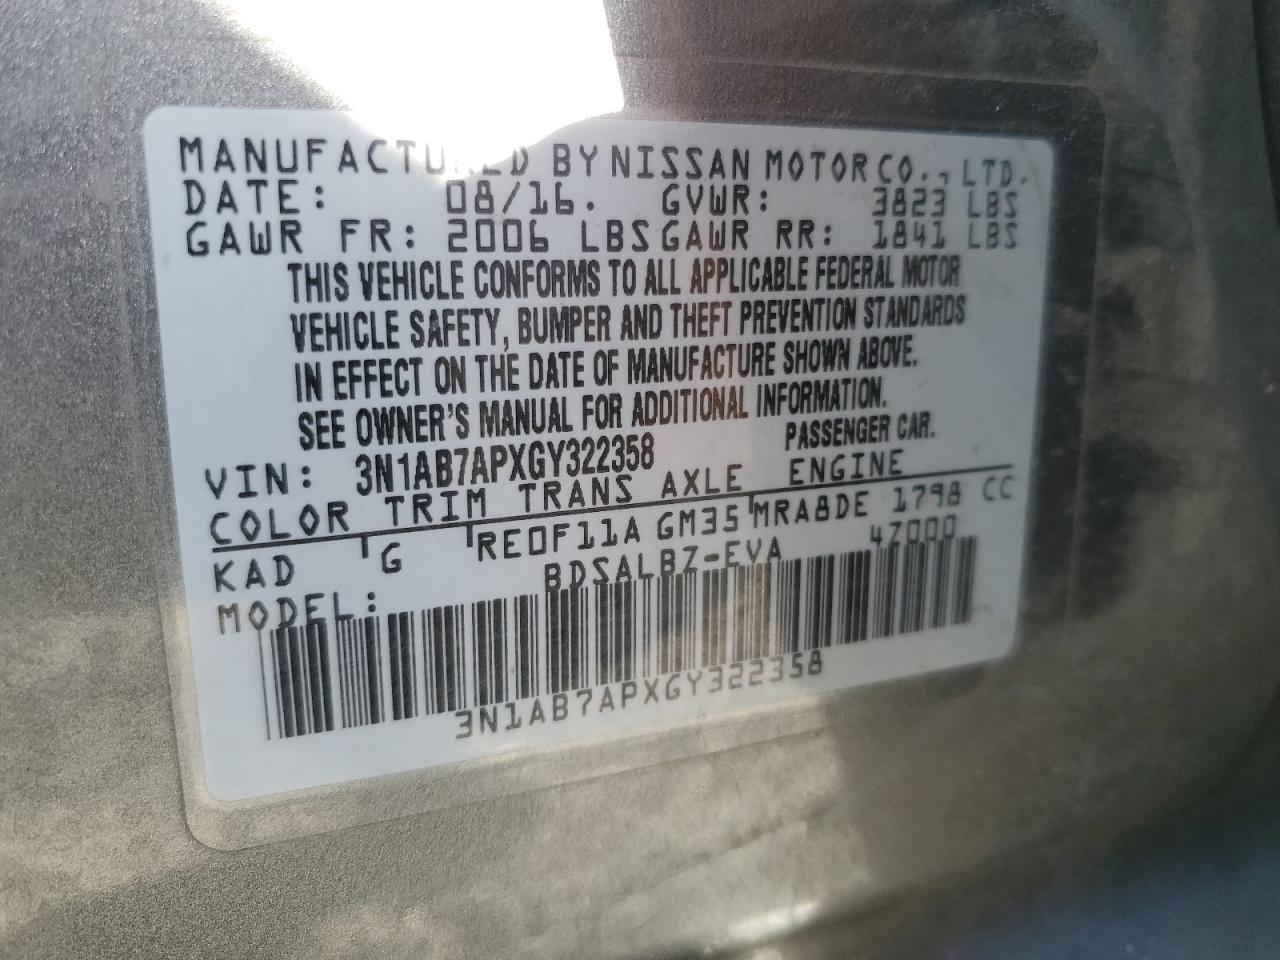 MANUFACTURED BY NISSAN MOTOR CO., LTD.
DATE: 08/16. GVWR: 3823 LBS
GAWR FR: 2006 LBS GAWR RR: 1841 LBS
THIS VEHICLE CONFORMS TO ALL APPLICABLE FEDERAL MOTOR
VEHICLE SAFETY, BUMPER AND THEFT PREVENTION STANDARDS
IN EFFECT ON THE DATE OF MANUFACTURE SHOWN ABOVE.
SEE OWNER'S MANUAL FOR ADDITIONAL INFORMATION.
VIN: 3N1AB7APXGY322358 PASSENGER CAR.
COLOR TRIM TRANS AXLE ENGINE
KAD G RE0F11A GM35 MRA8DE 1798 CC
MODEL: BDSALBZ-EVA 4Z000
3N1AB7APXGY322358